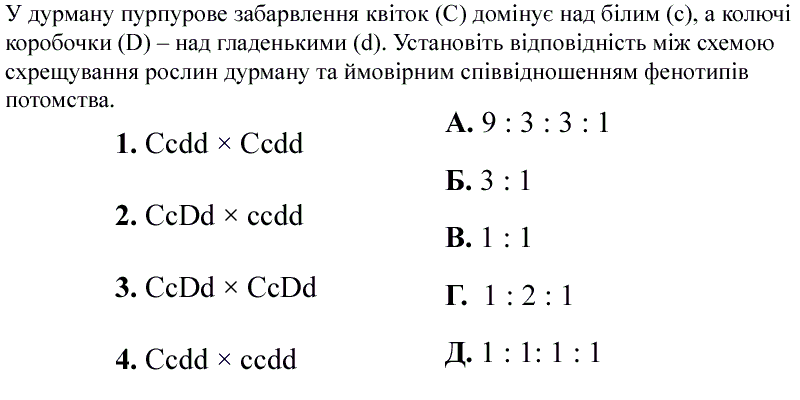 У дурману пурпурове забарвлення квіток (C) домінує над білим (c), а колючі
коробочки (D) – над гладенькими (d). Установіть відповідність між схемою
схрещування рослин дурману та ймовірним співвідношенням фенотипів
потомства.
1. Ccdd × Ccdd
2. CcDd × ccdd
3. CcDd × CcDd
4. Ccdd × ccdd
А. 9 : 3 : 3 : 1
Б. 3 : 1
В. 1 : 1
Г. 1 : 2 : 1
Д. 1 : 1: 1 : 1